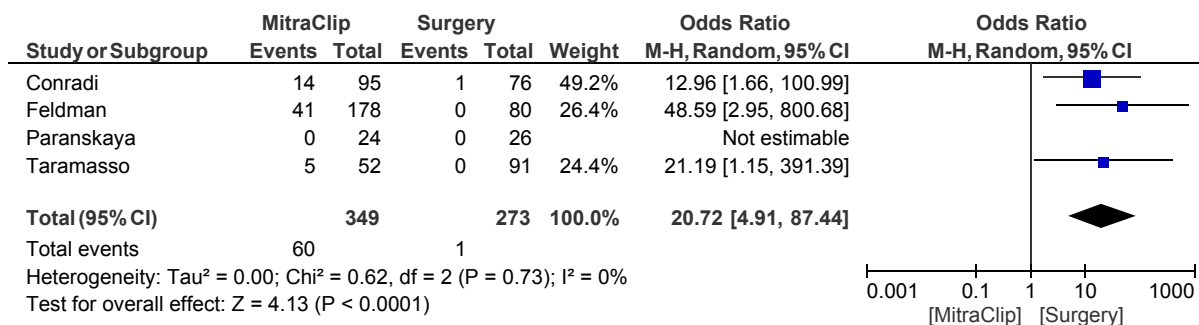 MitraClip Surgery Odds Ratio Odds Ratio
Study or Subgroup Events Total Events Total Weight M-H, Random, 95% CI M-H, Random, 95% CI
Conradi 14 95 1 76 49.2% 12.96 [1.66, 100.99]
Feldman 41 178 0 80 26.4% 48.59 [2.95, 800.68]
Paranskaya 0 24 0 26 Not estimable
Taramasso 5 52 0 91 24.4% 21.19 [1.15, 391.39]
Total (95% CI) 349 273 100.0% 20.72 [4.91, 87.44]
Total events 60 1
Heterogeneity: Tau² = 0.00; Chi² = 0.62, df = 2 (P = 0.73); I² = 0%
Test for overall effect: Z = 4.13 (P < 0.0001)
0.001 0.1 1 10 1000
[MitraClip] [Surgery]